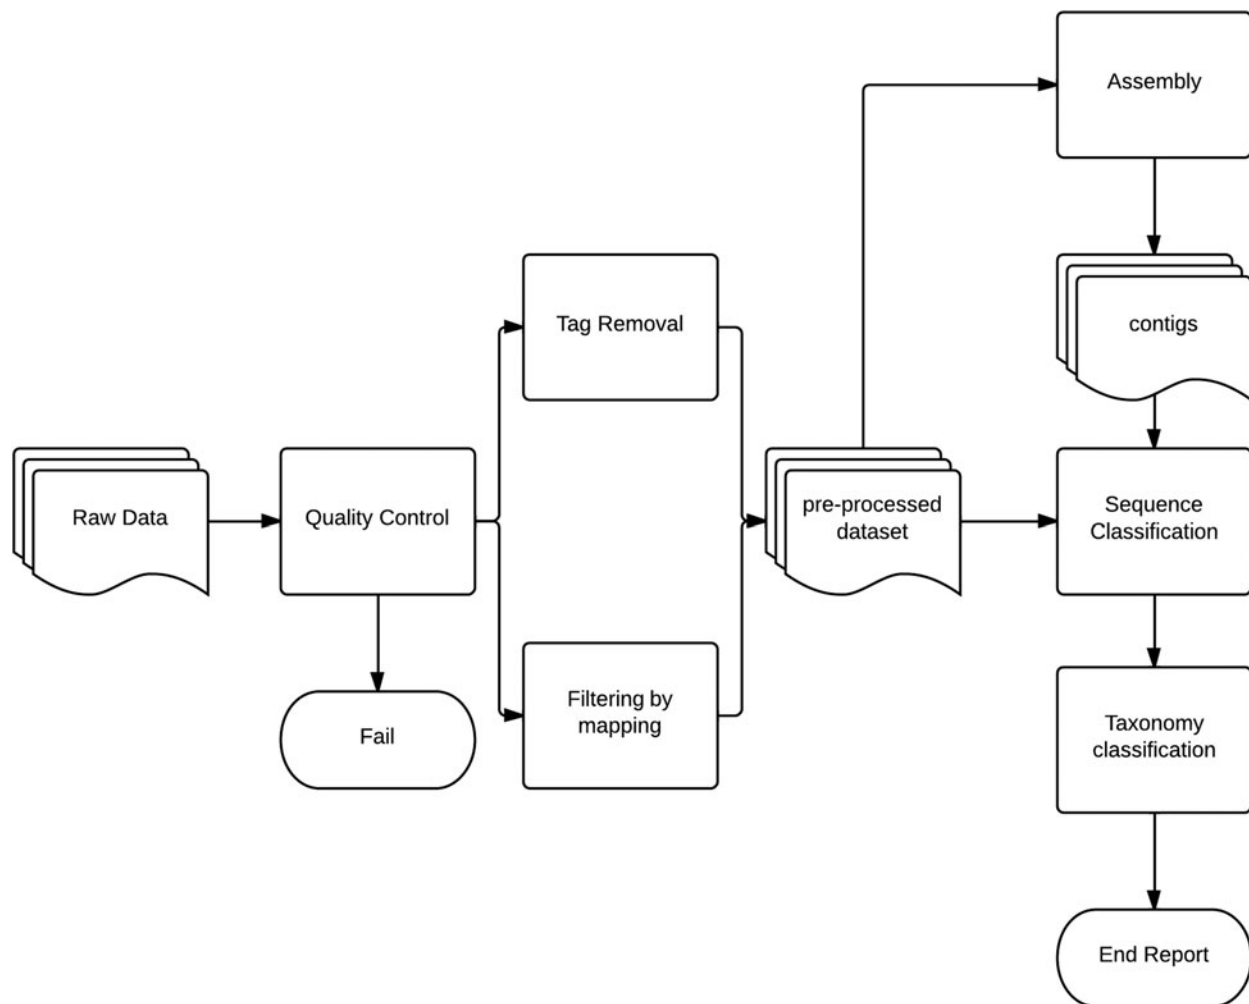 Assembly
Tag Removal
contigs
Raw Data
Quality Control
pre-processed
dataset
Sequence
Classification
Fail
Filtering by
mapping
Taxonomy
classification
End Report